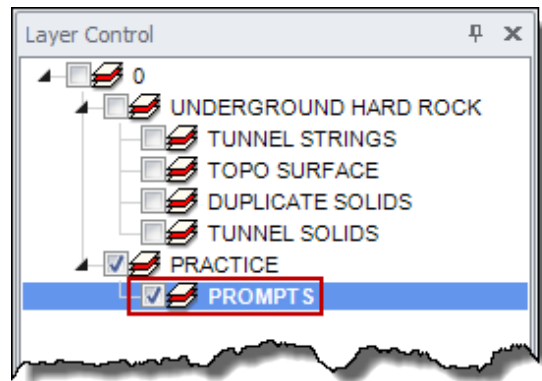 Layer Control
0
UNDERGROUND HARD ROCK
TUNNEL STRINGS
TOPO SURFACE
DUPLICATE SOLIDS
TUNNEL SOLIDS
PRACTICE
PROMPTS